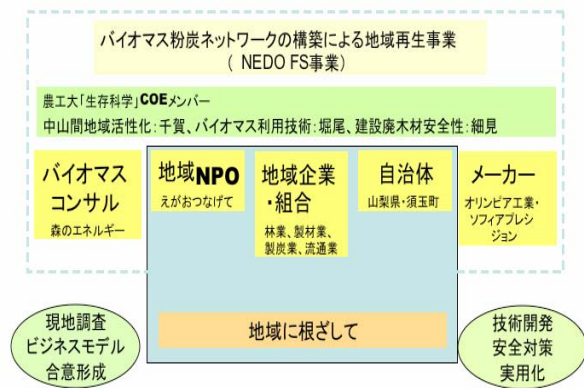 バイオマス粉炭ネットワークの構築による地域再生事業
( NEDO FS事業)
農工大「生存科学」COEメンバー
中山間地域活性化:千賀、バイオマス利用技術:堀尾、建設廃木材安全性:細見
バイオマス
コンサル
森のエネルギー
地域NPO
えがおつなげて
地域企業
・組合
林業、製材業、
製炭業、流通業
自治体
山梨県・須玉町
メーカー
オリンピア工業・
ソフィアプレシ
ジョン
現地調査
ビジネスモデル
合意形成
地域に根ざして
技術開発
安全対策
実用化